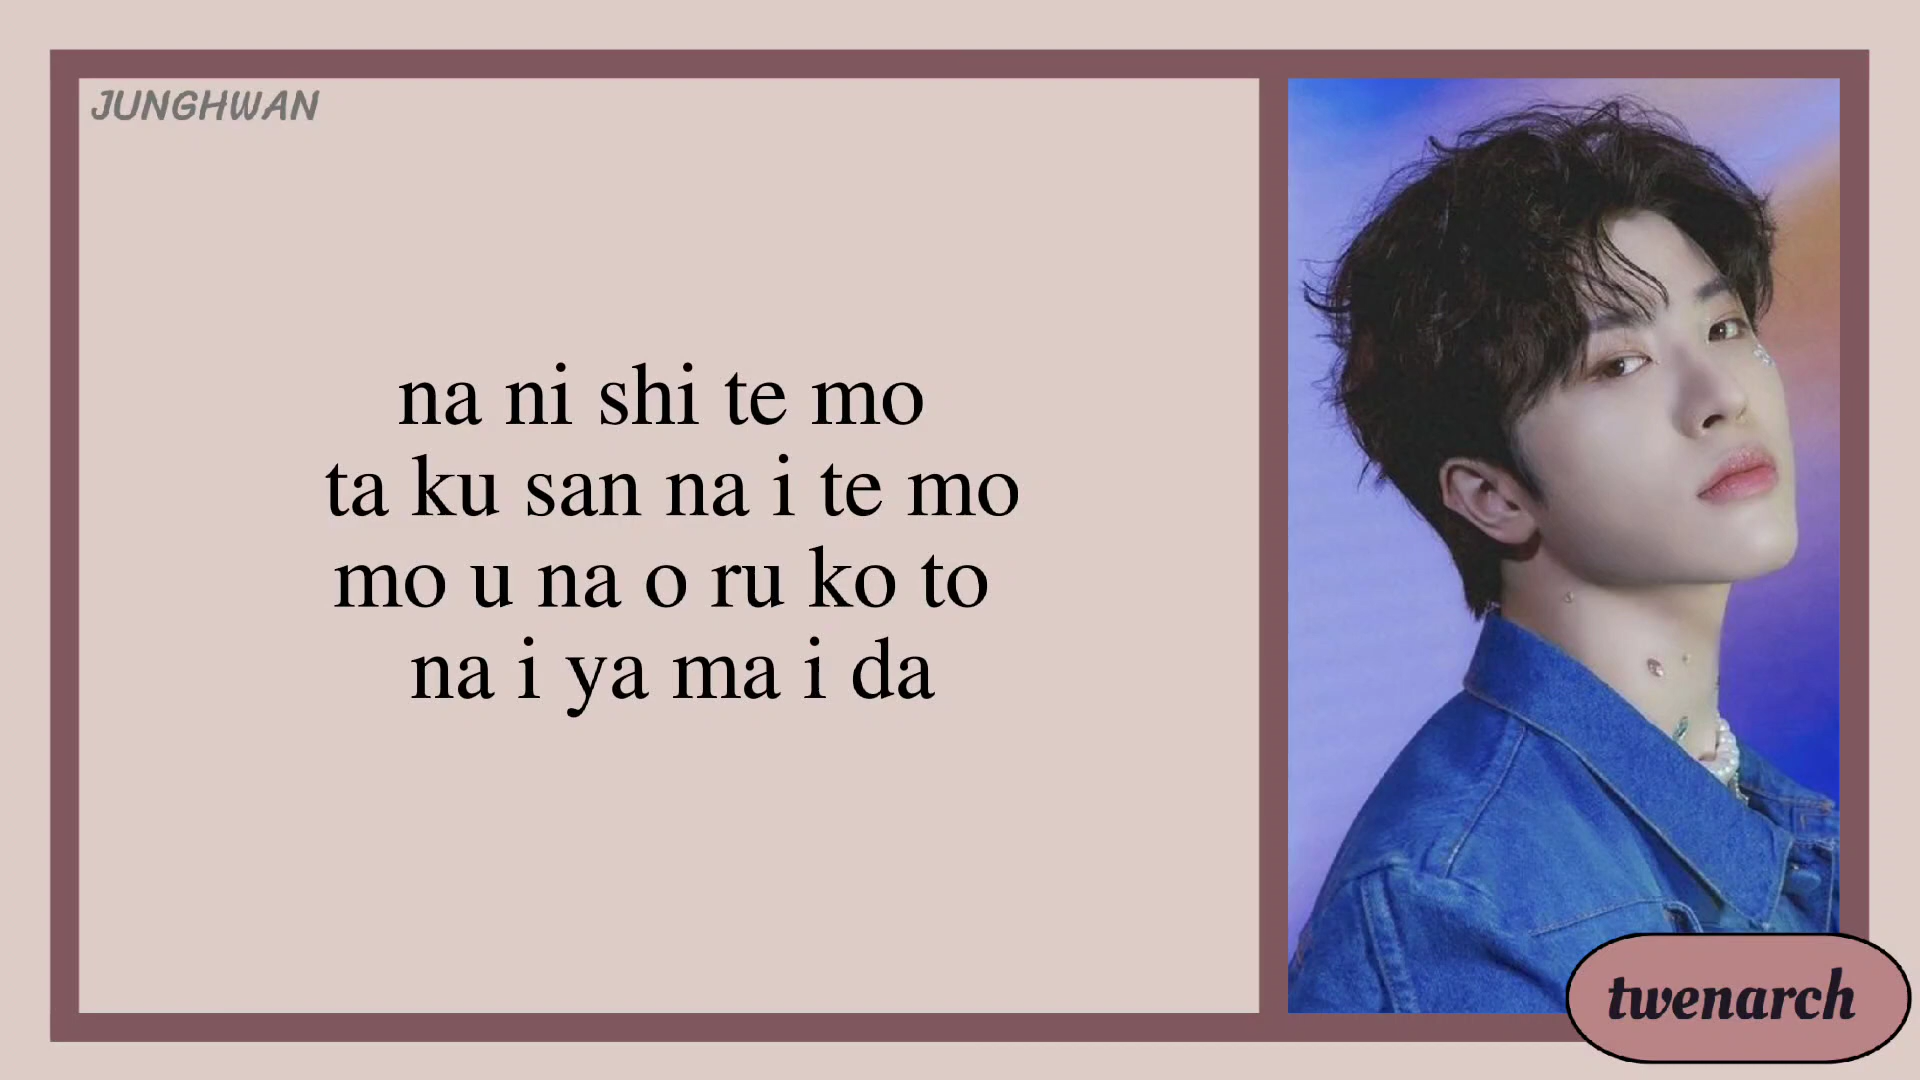 JUNGHWAN
na ni shi te mo
ta ku san na i te mo
mo u na o ru ko to
na i ya ma i da
twenarch